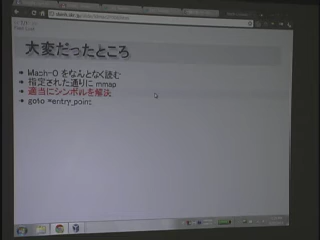 大変だったところ
Mach-O をなんとなく読む
指定された通りに mmap
適当にシンボルを解決
goto *entry_point